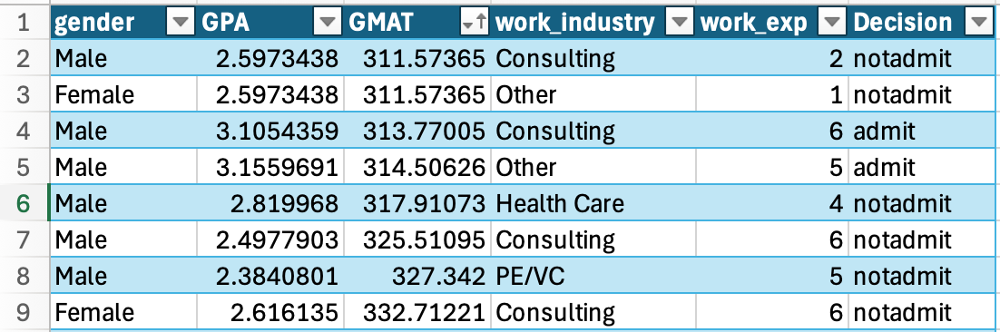 1 gender GPA GMAT work_industry work_exp Decision
2 Male 2.5973438 311.57365 Consulting 2 notadmit
3 Female 2.5973438 311.57365 Other 1 notadmit
4 Male 3.1054359 313.77005 Consulting 6 admit
5 Male 3.1559691 314.50626 Other 5 admit
6 Male 2.819968 317.91073 Health Care 4 notadmit
7 Male 2.4977903 325.51095 Consulting 6 notadmit
8 Male 2.3840801 327.342 PE/VC 5 notadmit
9 Female 2.616135 332.71221 Consulting 6 notadmit